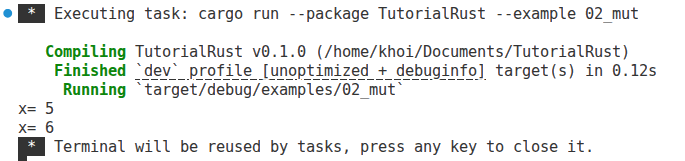 * Executing task: cargo run --package TutorialRust --example 02_mut
Compiling TutorialRust v0.1.0 (/home/khoi/Documents/TutorialRust)
Finished `dev` profile [unoptimized + debuginfo] target(s) in 0.12s
Running `target/debug/examples/02_mut`
x= 5
x= 6
* Terminal will be reused by tasks, press any key to close it.